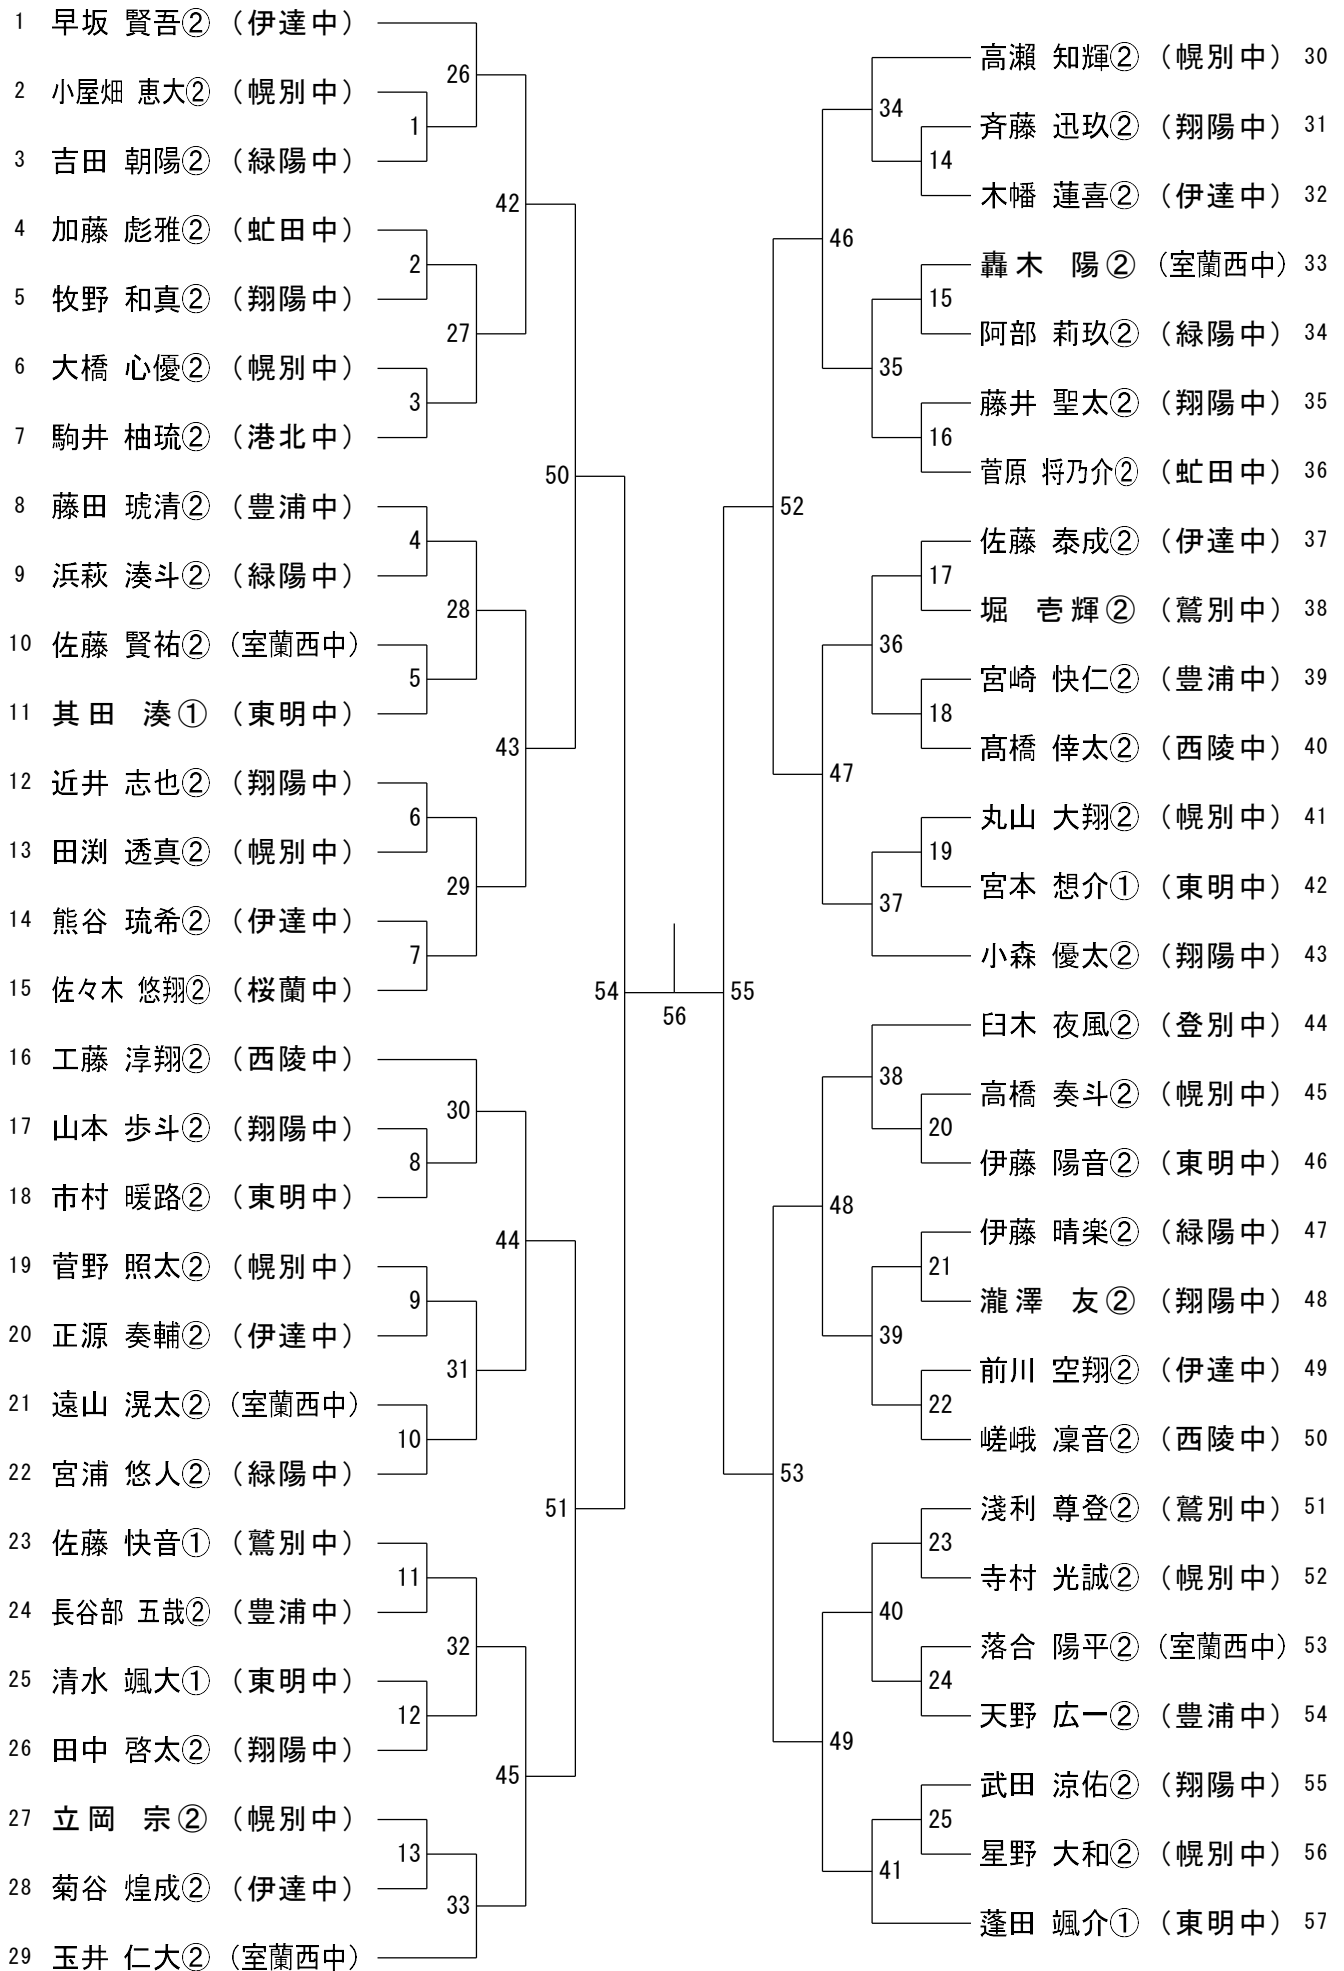 1 早坂 賢吾② （伊達中）
2 小屋畑 恵大② （幌別中）
3 吉田 朝陽② （緑陽中）
4 加藤 彪雅② （虻田中）
5 牧野 和真② （翔陽中）
6 大橋 心優② （幌別中）
7 駒井 柚琉② （港北中）
8 藤田 琥清② （豊浦中）
9 浜萩 湊斗② （緑陽中）
10 佐藤 賢祐② （室蘭西中）
11 其田 湊① （東明中）
12 近井 志也② （翔陽中）
13 田渕 透真② （幌別中）
14 熊谷 琉希② （伊達中）
15 佐々木 悠翔② （桜蘭中）
16 工藤 淳翔② （西陵中）
17 山本 歩斗② （翔陽中）
18 市村 暖路② （東明中）
19 菅野 照太② （幌別中）
20 正源 奏輔② （伊達中）
21 遠山 滉太② （室蘭西中）
22 宮浦 悠人② （緑陽中）
23 佐藤 快音① （鷲別中）
24 長谷部 五哉② （豊浦中）
25 清水 颯大① （東明中）
26 田中 啓太② （翔陽中）
27 立岡 宗② （幌別中）
28 菊谷 煌成② （伊達中）
29 玉井 仁大② （室蘭西中）
1
2
3
4
5
6
7
8
9
10
11
12
13
26
27
28
29
30
31
32
33
42
43
44
45
50
51
54
56
55
52
53
46
47
48
49
34
35
36
37
38
39
40
41
14
15
16
17
18
19
20
21
22
23
24
25
高瀬 知輝② （幌別中） 30
斉藤 迅玖② （翔陽中） 31
木幡 蓮喜② （伊達中） 32
轟木 陽② （室蘭西中） 33
阿部 莉玖② （緑陽中） 34
藤井 聖太② （翔陽中） 35
菅原 将乃介② （虻田中） 36
佐藤 泰成② （伊達中） 37
堀 壱輝② （鷲別中） 38
宮崎 快仁② （豊浦中） 39
髙橋 倖太② （西陵中） 40
丸山 大翔② （幌別中） 41
宮本 想介① （東明中） 42
小森 優太② （翔陽中） 43
臼木 夜風② （登別中） 44
高橋 奏斗② （幌別中） 45
伊藤 陽音② （東明中） 46
伊藤 晴楽② （緑陽中） 47
瀧澤 友② （翔陽中） 48
前川 空翔② （伊達中） 49
嵯峨 凜音② （西陵中） 50
淺利 尊登② （鷲別中） 51
寺村 光誠② （幌別中） 52
落合 陽平② （室蘭西中） 53
天野 広一② （豊浦中） 54
武田 涼佑② （翔陽中） 55
星野 大和② （幌別中） 56
蓬田 颯介① （東明中） 57